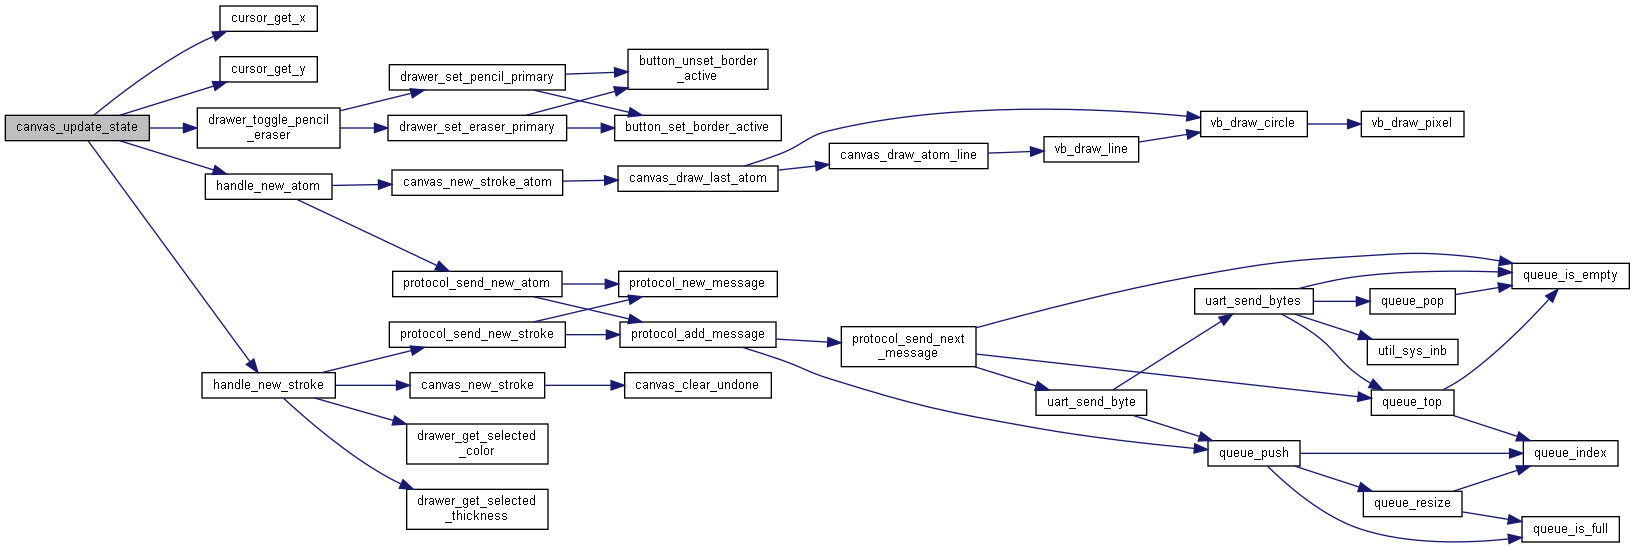 canvas_update_state
cursor_get_x
cursor_get_y
drawer_toggle_pencil
_eraser
handle_new_atom
handle_new_stroke
drawer_set_pencil_primary
drawer_set_eraser_primary
button_unset_border
_active
button_set_border_active
canvas_new_stroke_atom
canvas_draw_last_atom
canvas_draw_atom_line
vb_draw_line
vb_draw_circle
vb_draw_pixel
protocol_send_new_atom
protocol_send_new_stroke
protocol_new_message
protocol_add_message
canvas_new_stroke
canvas_clear_undone
drawer_get_selected
_color
drawer_get_selected
_thickness
protocol_send_next
_message
uart_send_byte
uart_send_bytes
queue_pop
util_sys_inb
queue_top
queue_push
queue_resize
queue_is_empty
queue_index
queue_is_full